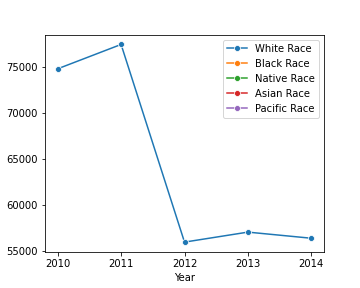 White Race
Black Race
Native Race
Asian Race
Pacific Race
75000
70000
65000
60000
55000
2010 2011 2012 2013 2014
Year